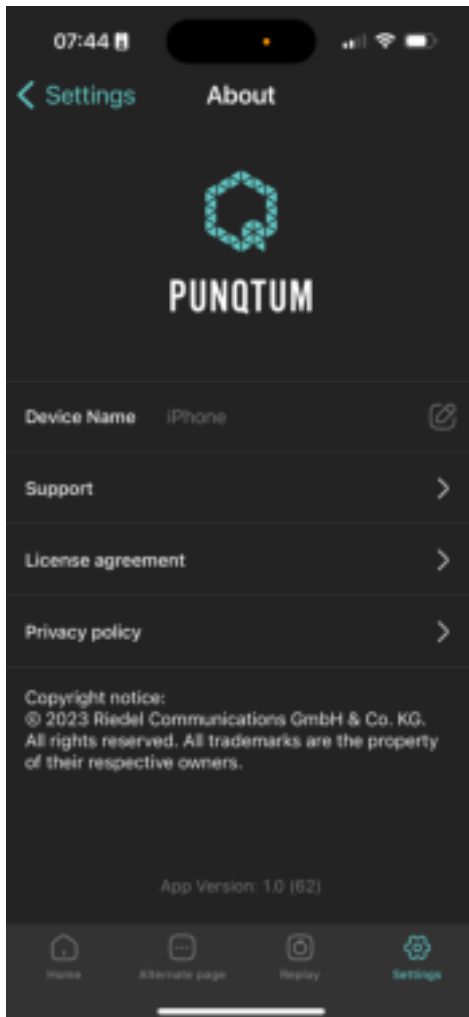 07:44
Settings
About
PUNQTUM
Device Name iPhone
Support
License agreement
Privacy policy
Copyright notice:
© 2023 Riedel Communications GmbH & Co. KG.
All rights reserved. All trademarks are the property
of their respective owners.
App Version: 1.0 (62)
Home Alternate page Replay Settings